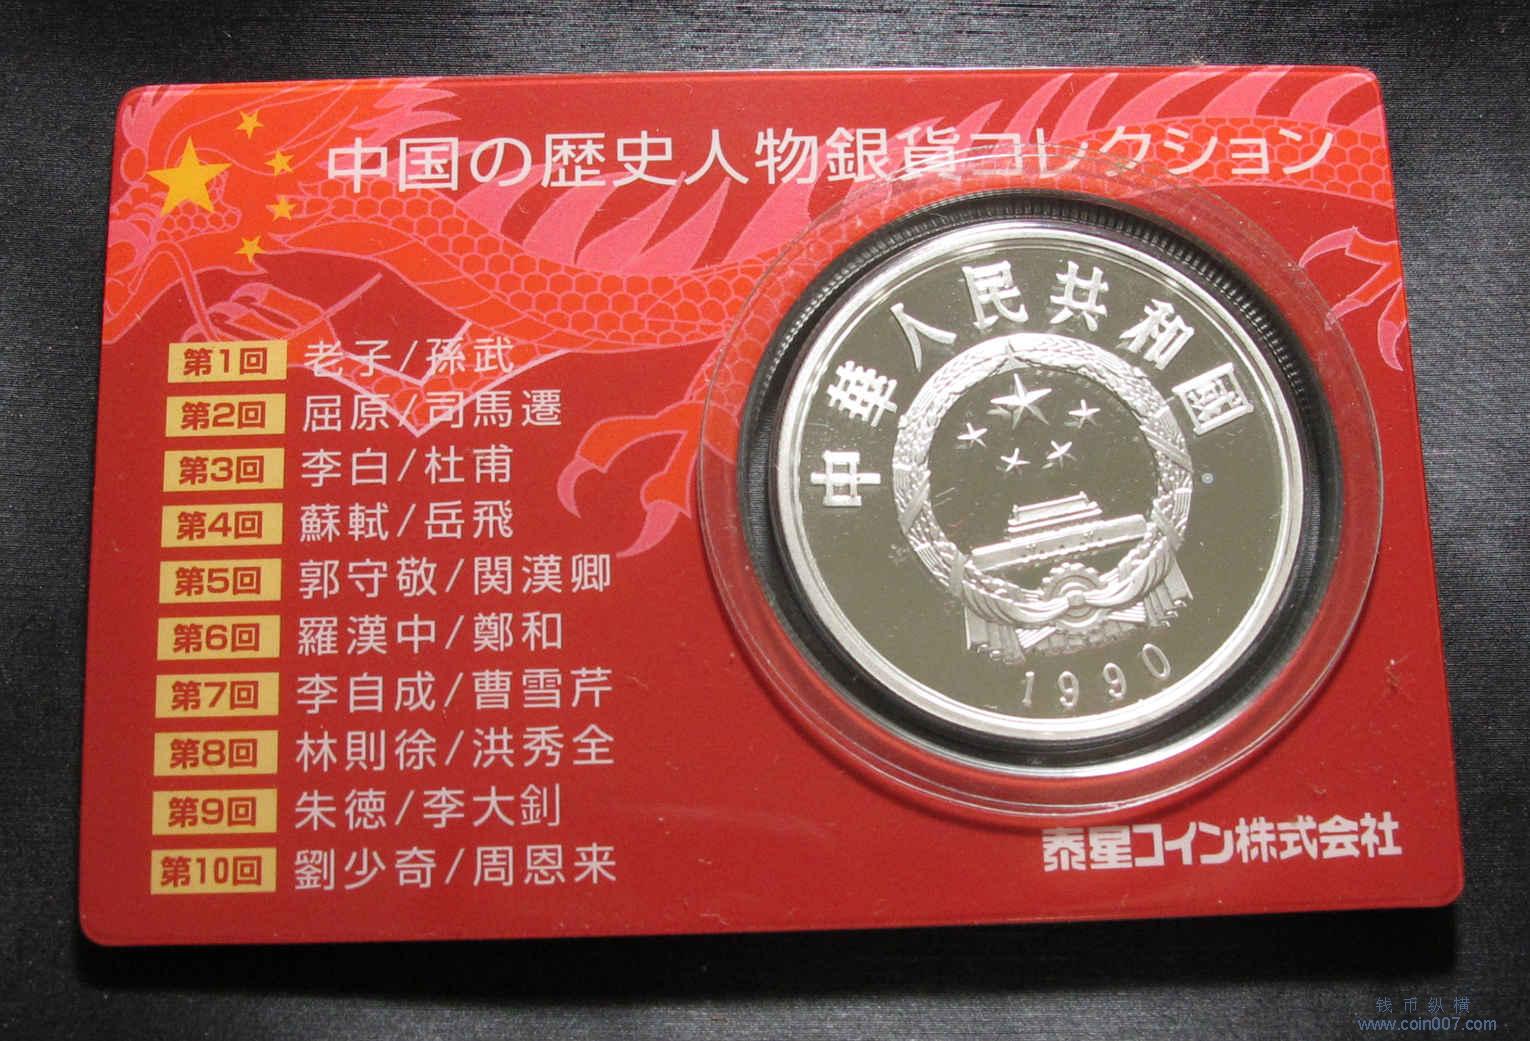 中国の歴史人物銀貨コレクション
第1回 老子/孫武
第2回 屈原/司馬遷
第3回 李白/杜甫
第4回 蘇軾/岳飛
第5回 郭守敬/関漢卿
第6回 羅漢中/鄭和
第7回 李自成/曹雪芹
第8回 林則徐/洪秀全
第9回 朱徳/李大釗
第10回 劉少奇/周恩来
中華人民共和國
1990
泰星コイン株式会社
钱币纵横
www.coin007.com